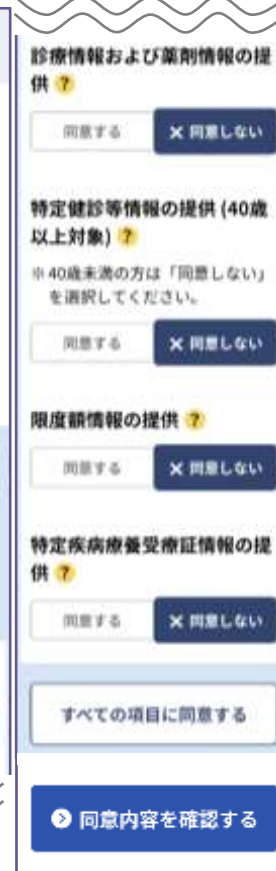 診療情報および薬剤情報の提
供 ?
同意する × 同意しない
特定健診等情報の提供 (40歳
以上対象) ?
※ 40歳未満の方は「同意しない」
を選択してください。
同意する × 同意しない
限度額情報の提供 ?
同意する × 同意しない
特定疾病療養受療証情報の提
供 ?
同意する × 同意しない
すべての項目に同意する
同意内容を確認する